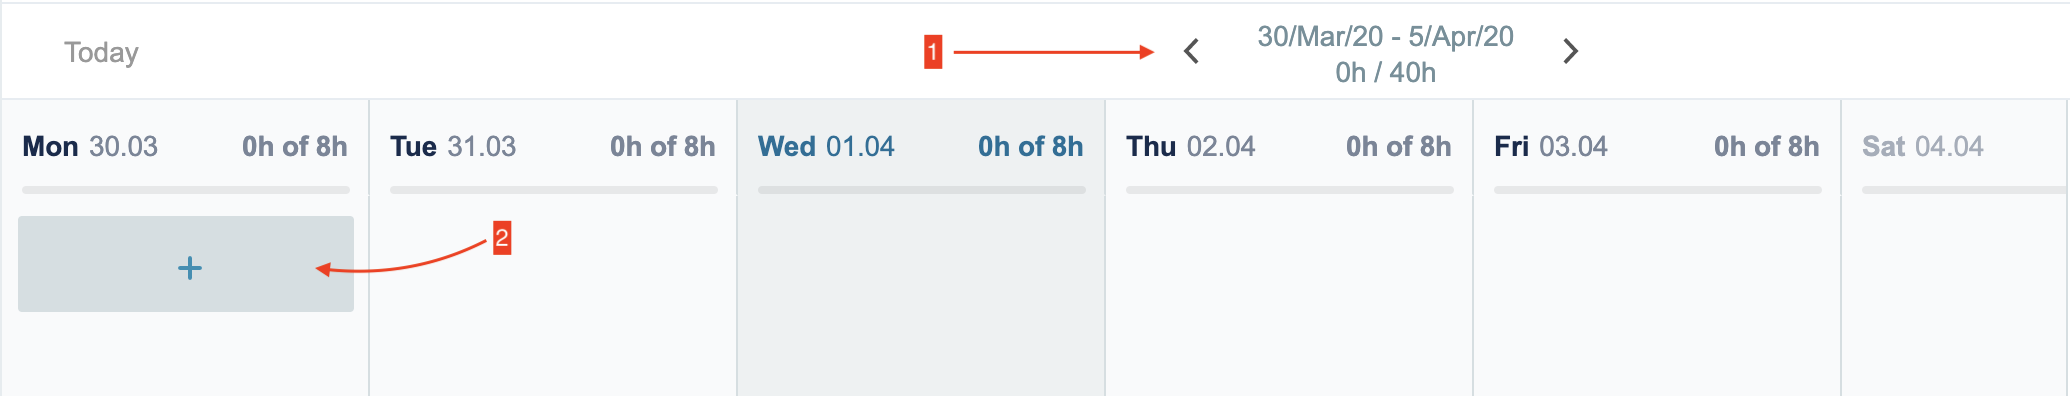 Today
1
30/Mar/20 - 5/Apr/20
0h / 40h
Mon 30.03 0h of 8h
Tue 31.03 0h of 8h
Wed 01.04 0h of 8h
Thu 02.04 0h of 8h
Fri 03.04 0h of 8h
Sat 04.04
+
2